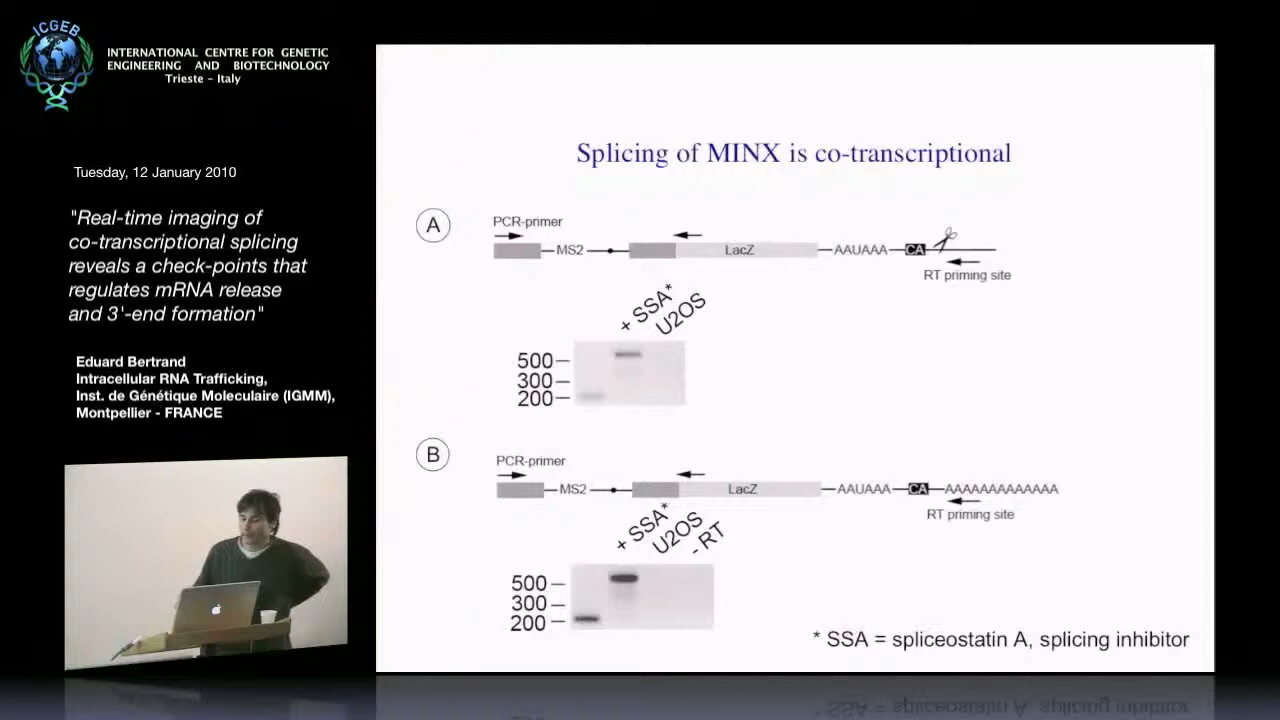 ICGEB
INTERNATIONAL CENTRE FOR GENETIC
ENGINEERING AND BIOTECHNOLOGY
Trieste - Italy
Tuesday, 12 January 2010
"Real-time imaging of
co-transcriptional splicing
reveals a check-points that
regulates mRNA release
and 3'-end formation"
Eduard Bertrand
Intracellular RNA Trafficking,
Inst. de Génétique Moleculaire (IGMM),
Montpellier - FRANCE
Splicing of MINX is co-transcriptional
A
PCR-primer
MS2 LacZ AAUAAA CA
RT priming site
+ SSA*
U2OS
500
300
200
B
PCR-primer
MS2 LacZ AAUAAA CA AAAAAAAAAAAAA
RT priming site
+ SSA*
U2OS
- RT
500
300
200
* SSA = spliceostatin A, splicing inhibitor